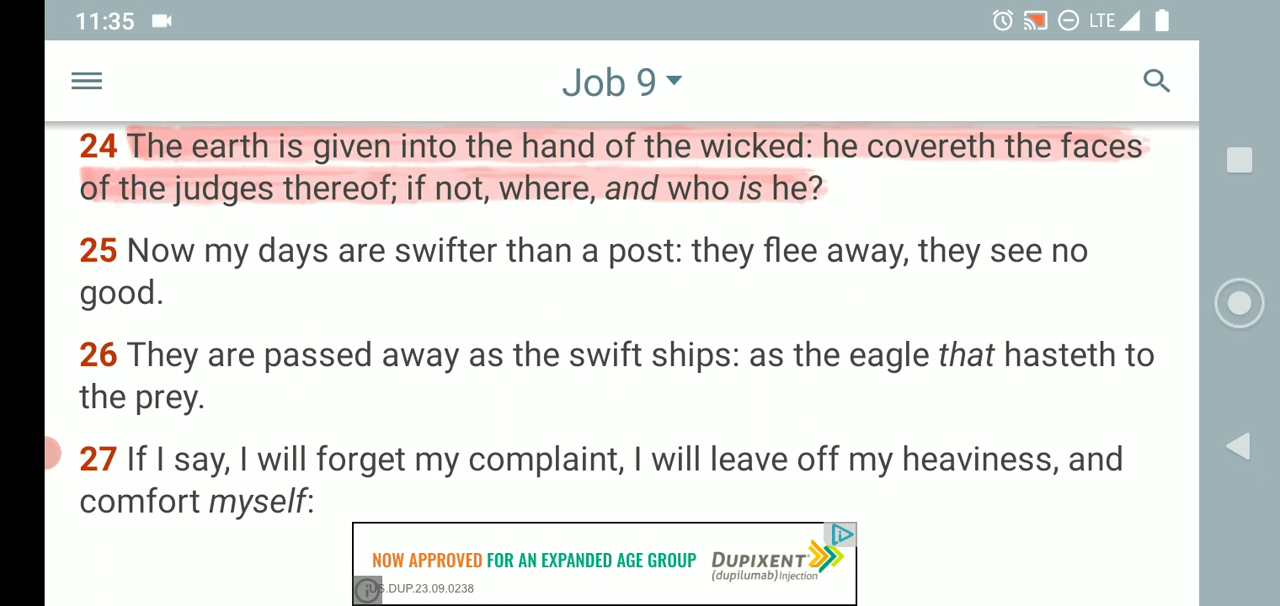 11:35
LTE
Job 9
24 The earth is given into the hand of the wicked: he covereth the faces
of the judges thereof; if not, where, and who is he?
25 Now my days are swifter than a post: they flee away, they see no
good.
26 They are passed away as the swift ships: as the eagle that hasteth to
the prey.
27 If I say, I will forget my complaint, I will leave off my heaviness, and
comfort myself:
NOW APPROVED FOR AN EXPANDED AGE GROUP
DUPIXENT
(dupilumab) Injection
US.DUP.23.09.0238